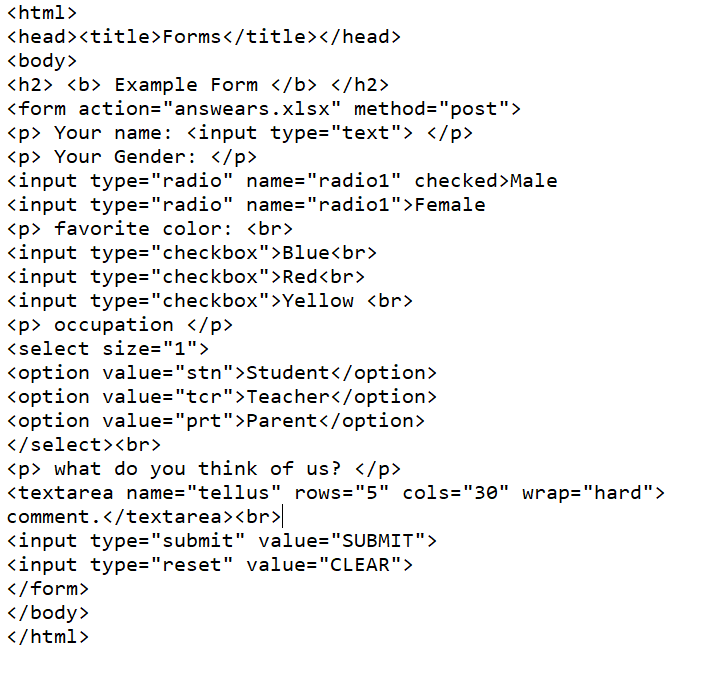 <html>
<head><title>Forms</title></head>
<body>
<h2> <b> Example Form </b> </h2>
<form action="answears.xlsx" method="post">
<p> Your name: <input type="text"> </p>
<p> Your Gender: </p>
<input type="radio" name="radio1" checked>Male
<input type="radio" name="radio1">Female
<p> favorite color: <br>
<input type="checkbox">Blue<br>
<input type="checkbox">Red<br>
<input type="checkbox">Yellow <br>
<p> occupation </p>
<select size="1">
<option value="stn">Student</option>
<option value="tcr">Teacher</option>
<option value="prt">Parent</option>
</select><br>
<p> what do you think of us? </p>
<textarea name="tellus" rows="5" cols="30" wrap="hard">
comment.</textarea><br>
<input type="submit" value="SUBMIT">
<input type="reset" value="CLEAR">
</form>
</body>
</html>